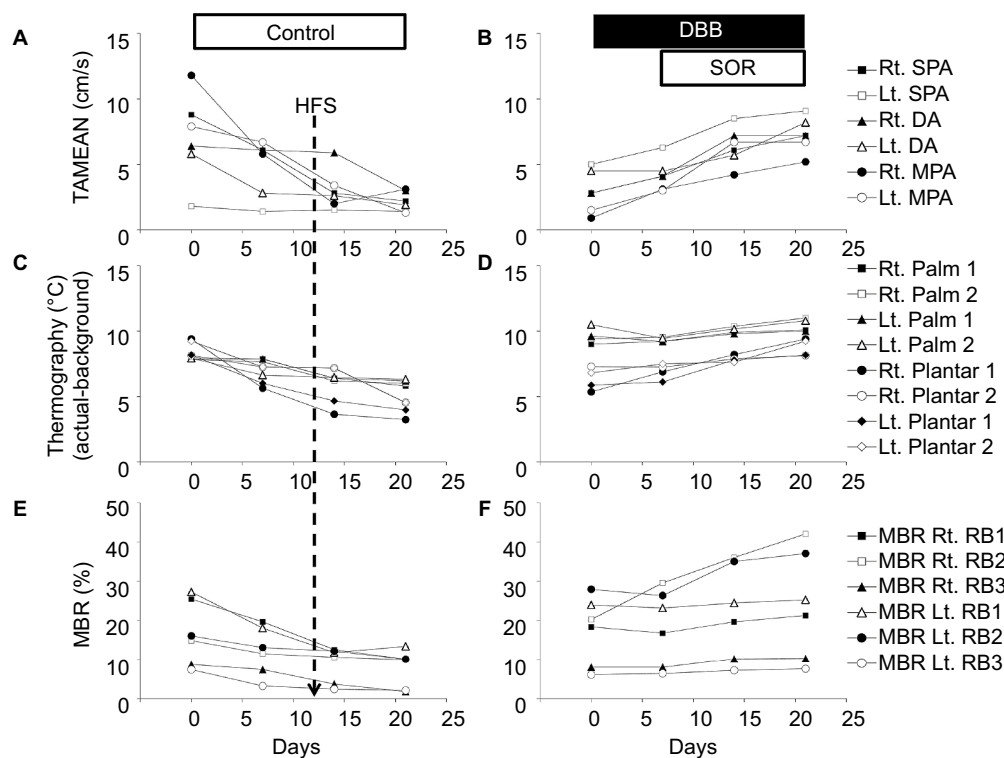 A
Control
TAMEAN (cm/s)
15
10
5
0
HFS
0 5 10 15 20 25
B
DBB
SOR
15
10
5
0
0 5 10 15 20 25
Rt. SPA
Lt. SPA
Rt. DA
Lt. DA
Rt. MPA
Lt. MPA
C
Thermography (°C)
(actual-background)
15
10
5
0
0 5 10 15 20 25
D
15
10
5
0
0 5 10 15 20 25
Rt. Palm 1
Rt. Palm 2
Lt. Palm 1
Lt. Palm 2
Rt. Plantar 1
Rt. Plantar 2
Lt. Plantar 1
Lt. Plantar 2
E
MBR (%)
50
40
30
20
10
0
0 5 10 15 20 25
Days
F
50
40
30
20
10
0
0 5 10 15 20 25
Days
MBR Rt. RB1
MBR Rt. RB2
MBR Rt. RB3
MBR Lt. RB1
MBR Lt. RB2
MBR Lt. RB3